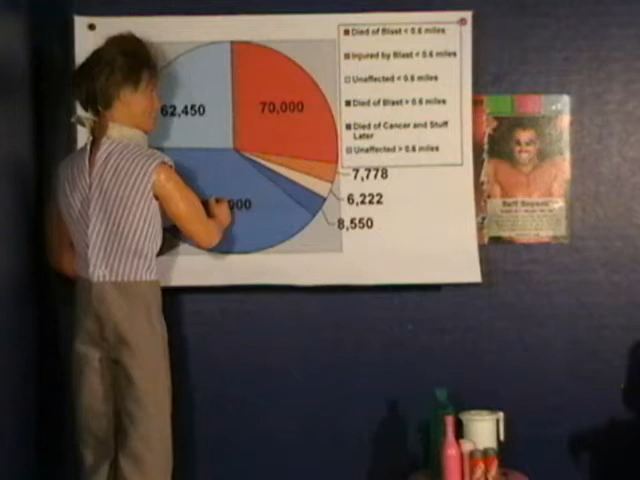 62,450
70,000
7,778
6,222
8,550
900
Died of Blast < 0.6 miles
Injured by Blast < 0.6 miles
Unaffected < 0.6 miles
Died of Blast > 0.6 miles
Died of Cancer and Stuff
Later
Unaffected > 0.6 miles